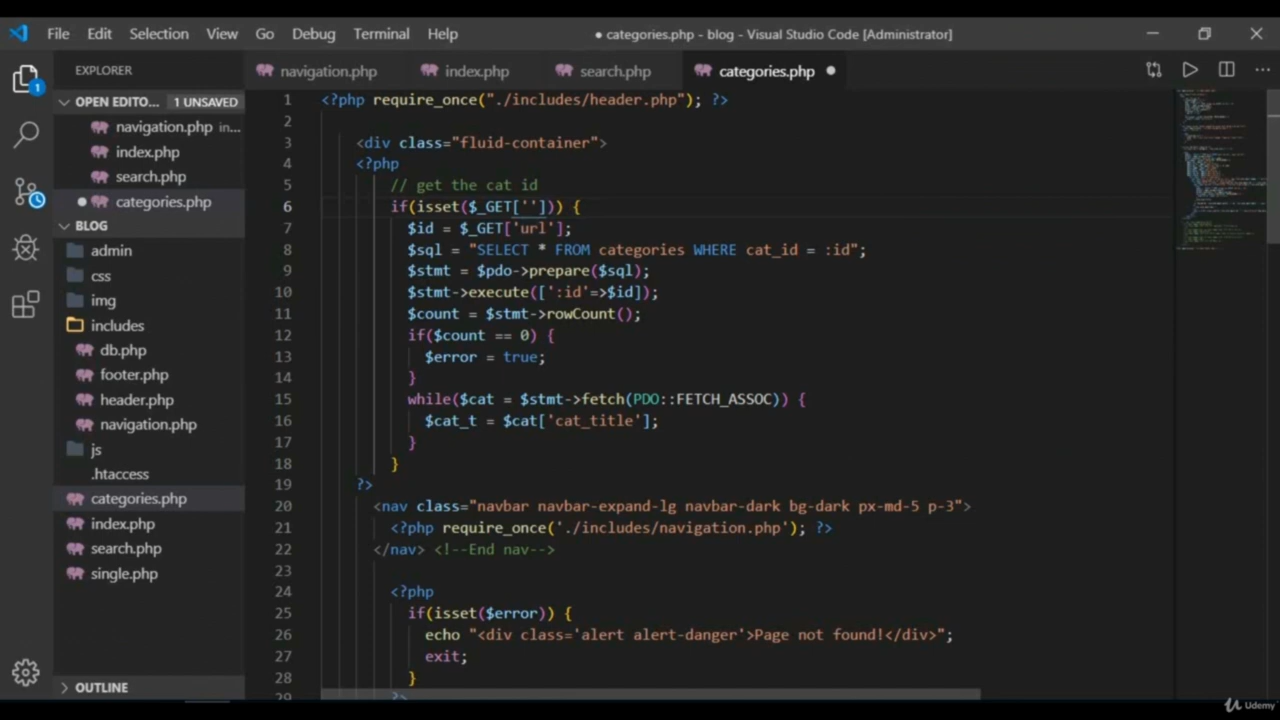 File Edit Selection View Go Debug Terminal Help
● categories.php - blog - Visual Studio Code [Administrator]
EXPLORER
navigation.php index.php search.php categories.php ●
OPEN EDITO... 1 UNSAVED
navigation.php in...
index.php
search.php
● categories.php
BLOG
admin
css
img
includes
db.php
footer.php
header.php
navigation.php
js
.htaccess
categories.php
index.php
search.php
single.php
OUTLINE
1
1 <?php require_once("./includes/header.php"); ?>
2
3 <div class="fluid-container">
4 <?php
5 // get the cat id
6 if(isset($_GET[''])) {
7 $id = $_GET['url'];
8 $sql = "SELECT * FROM categories WHERE cat_id = :id";
9 $stmt = $pdo->prepare($sql);
10 $stmt->execute([':id'=>$id]);
11 $count = $stmt->rowCount();
12 if($count == 0) {
13 $error = true;
14 }
15 while($cat = $stmt->fetch(PDO::FETCH_ASSOC)) {
16 $cat_t = $cat['cat_title'];
17 }
18 }
19 ?>
20 <nav class="navbar navbar-expand-lg navbar-dark bg-dark px-md-5 p-3">
21 <?php require_once('./includes/navigation.php'); ?>
22 </nav> <!--End nav-->
23
24 <?php
25 if(isset($error)) {
26 echo "<div class='alert alert-danger'>Page not found!</div>";
27 exit;
28 }
29 ?>
Udemy